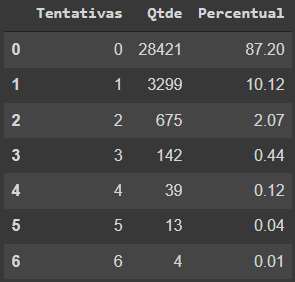 Tentativas Qtde Percentual
0 0 28421 87.20
1 1 3299 10.12
2 2 675 2.07
3 3 142 0.44
4 4 39 0.12
5 5 13 0.04
6 6 4 0.01